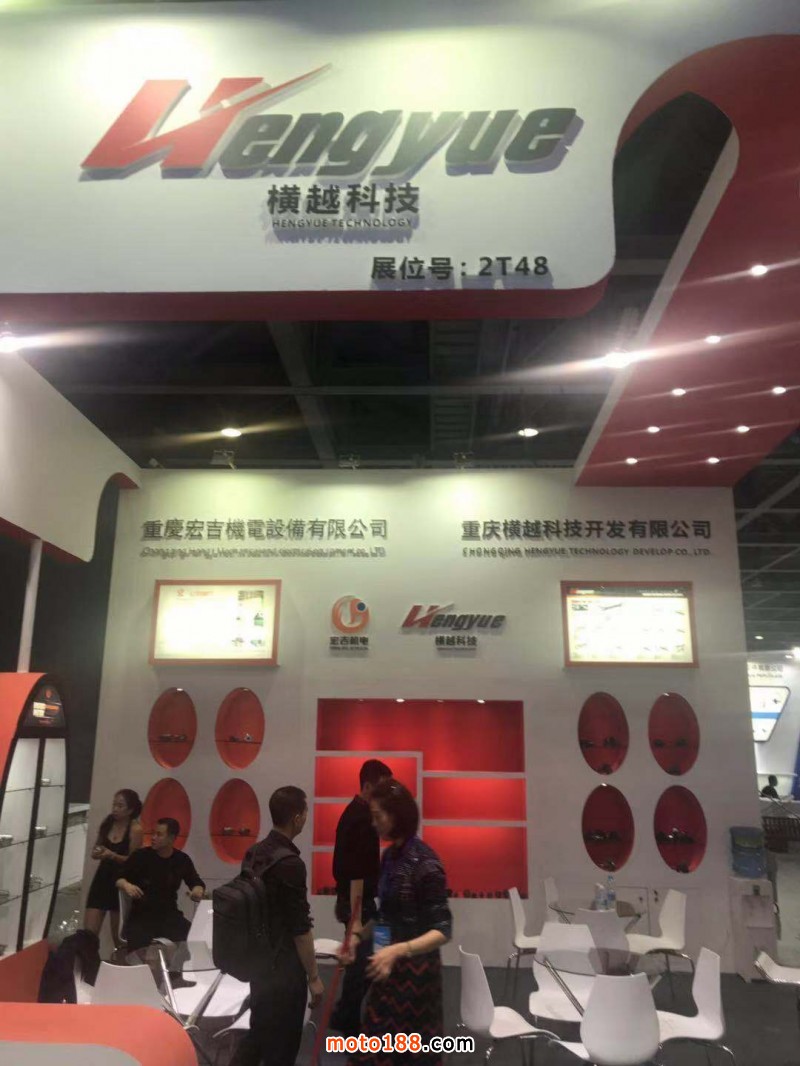 Hengyue
横越科技
HENGYUE TECHNOLOGY
展位号：2T48
重慶宏吉機電設備有限公司
重庆横越科技开发有限公司
CHONGQING HENGYUE TECHNOLOGY DEVELOP CO., LTD.
宏吉机电
Hengyue
横越科技
moto188.com